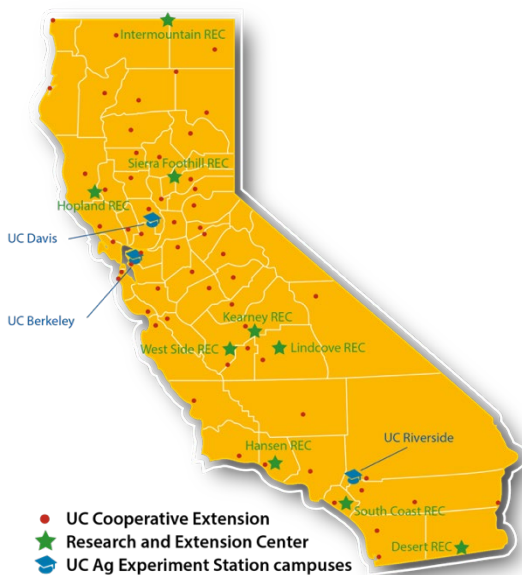 Intermountain REC
Sierra Foothill REC
Hopland REC
UC Davis
UC Berkeley
Kearney REC
West Side REC
Lindcove REC
Hansen REC
UC Riverside
South Coast REC
Desert REC
UC Cooperative Extension
Research and Extension Center
UC Ag Experiment Station campuses